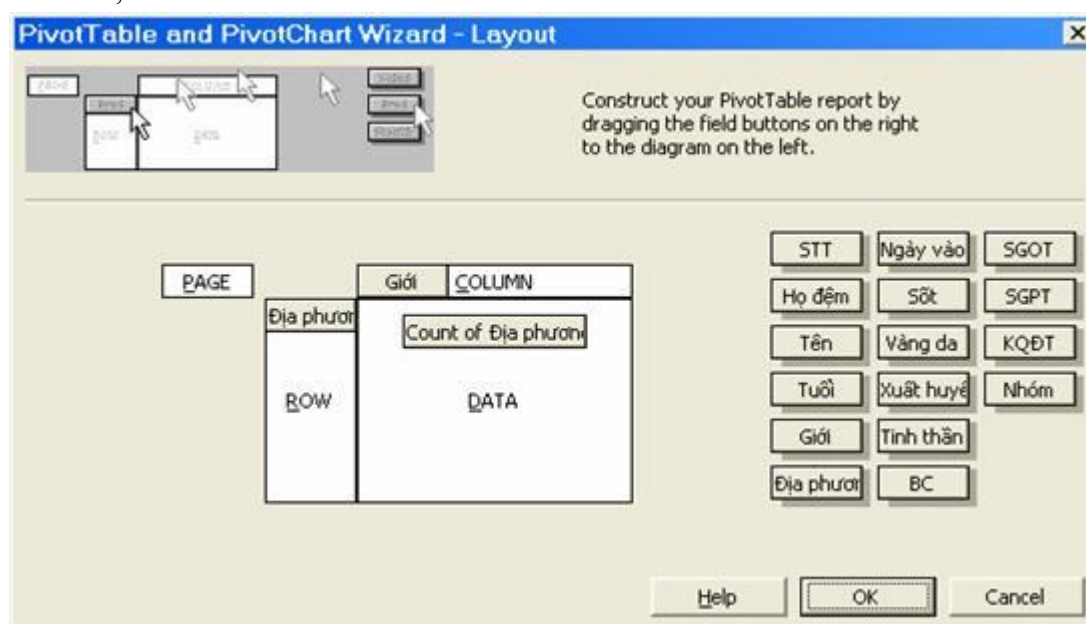 PivotTable and PivotChart Wizard - Layout
Construct your PivotTable report by
dragging the field buttons on the right
to the diagram on the left.
PAGE
Giới COLUMN
Địa phươn
Count of Địa phương
ROW
DATA
STT Ngày vào SGOT
Họ đệm Sốt SGPT
Tên Vàng da KQĐT
Tuổi Xuất huyế Nhóm
Giới Tinh thần
Địa phươn BC
Help OK Cancel